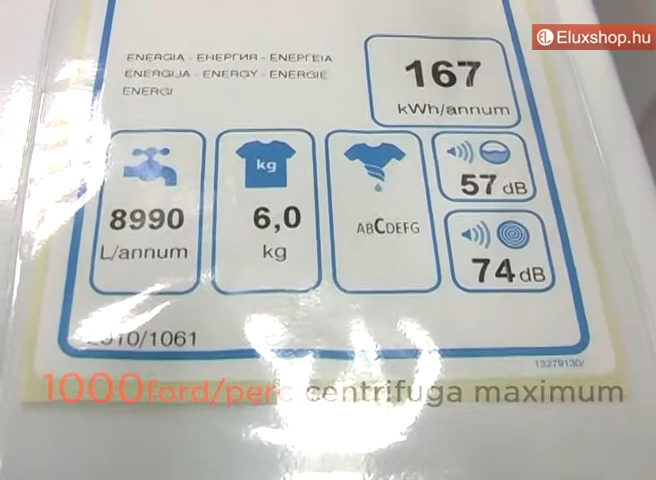 Eluxshop.hu
ENERGIA - ЕНЕРГИЯ - ΕΝΕΡΓΕΙΑ
ENERGIJA - ENERGY - ENERGIE
ENERGI
167
kWh/annum
8990
L/annum
kg
6,0
kg
ABCDEFG
57 dB
74 dB
2010/1061
13279130/
1000ford/perc centrifuga maximum